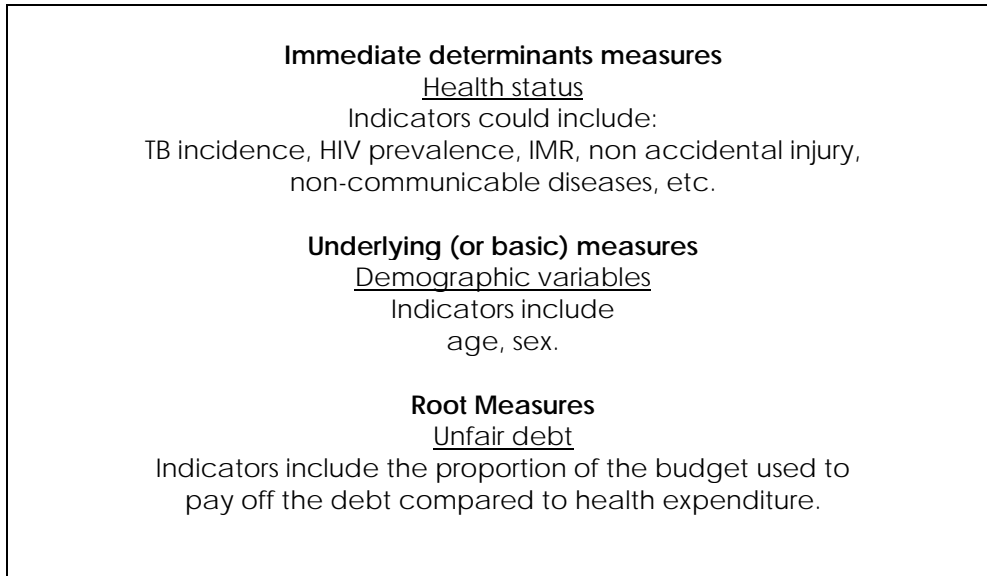 Immediate determinants measures
Health status
Indicators could include:
TB incidence, HIV prevalence, IMR, non accidental injury,
non-communicable diseases, etc.
Underlying (or basic) measures
Demographic variables
Indicators include
age, sex.
Root Measures
Unfair debt
Indicators include the proportion of the budget used to
pay off the debt compared to health expenditure.